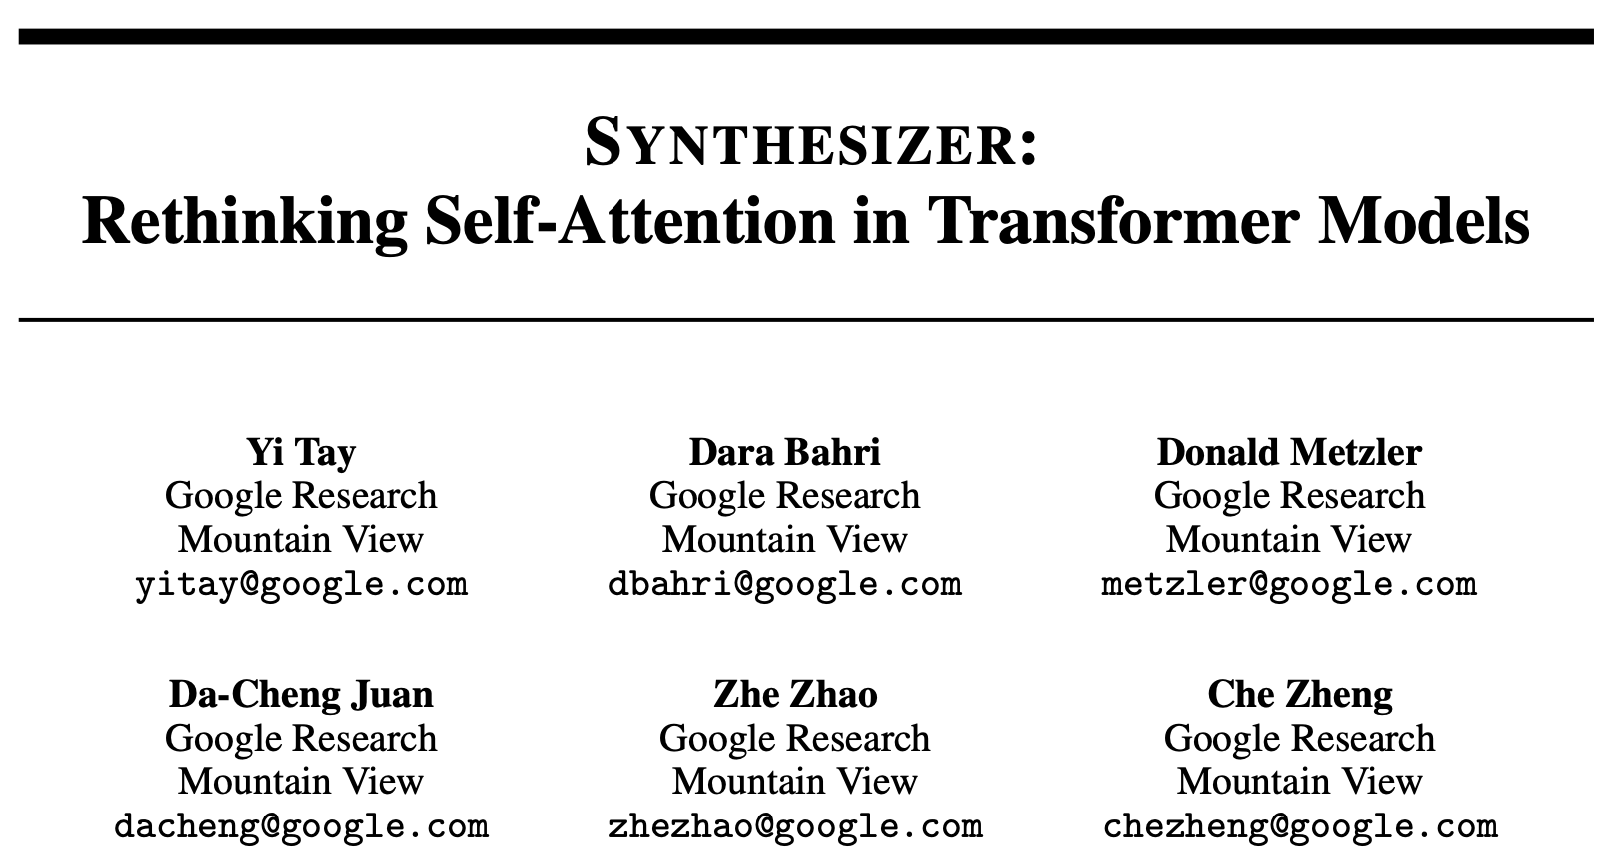 SYNTHESIZER:
Rethinking Self-Attention in Transformer Models
Yi Tay
Google Research
Mountain View
yitay@google.com
Dara Bahri
Google Research
Mountain View
dbahri@google.com
Donald Metzler
Google Research
Mountain View
metzler@google.com
Da-Cheng Juan
Google Research
Mountain View
dacheng@google.com
Zhe Zhao
Google Research
Mountain View
zhezhao@google.com
Che Zheng
Google Research
Mountain View
chezheng@google.com